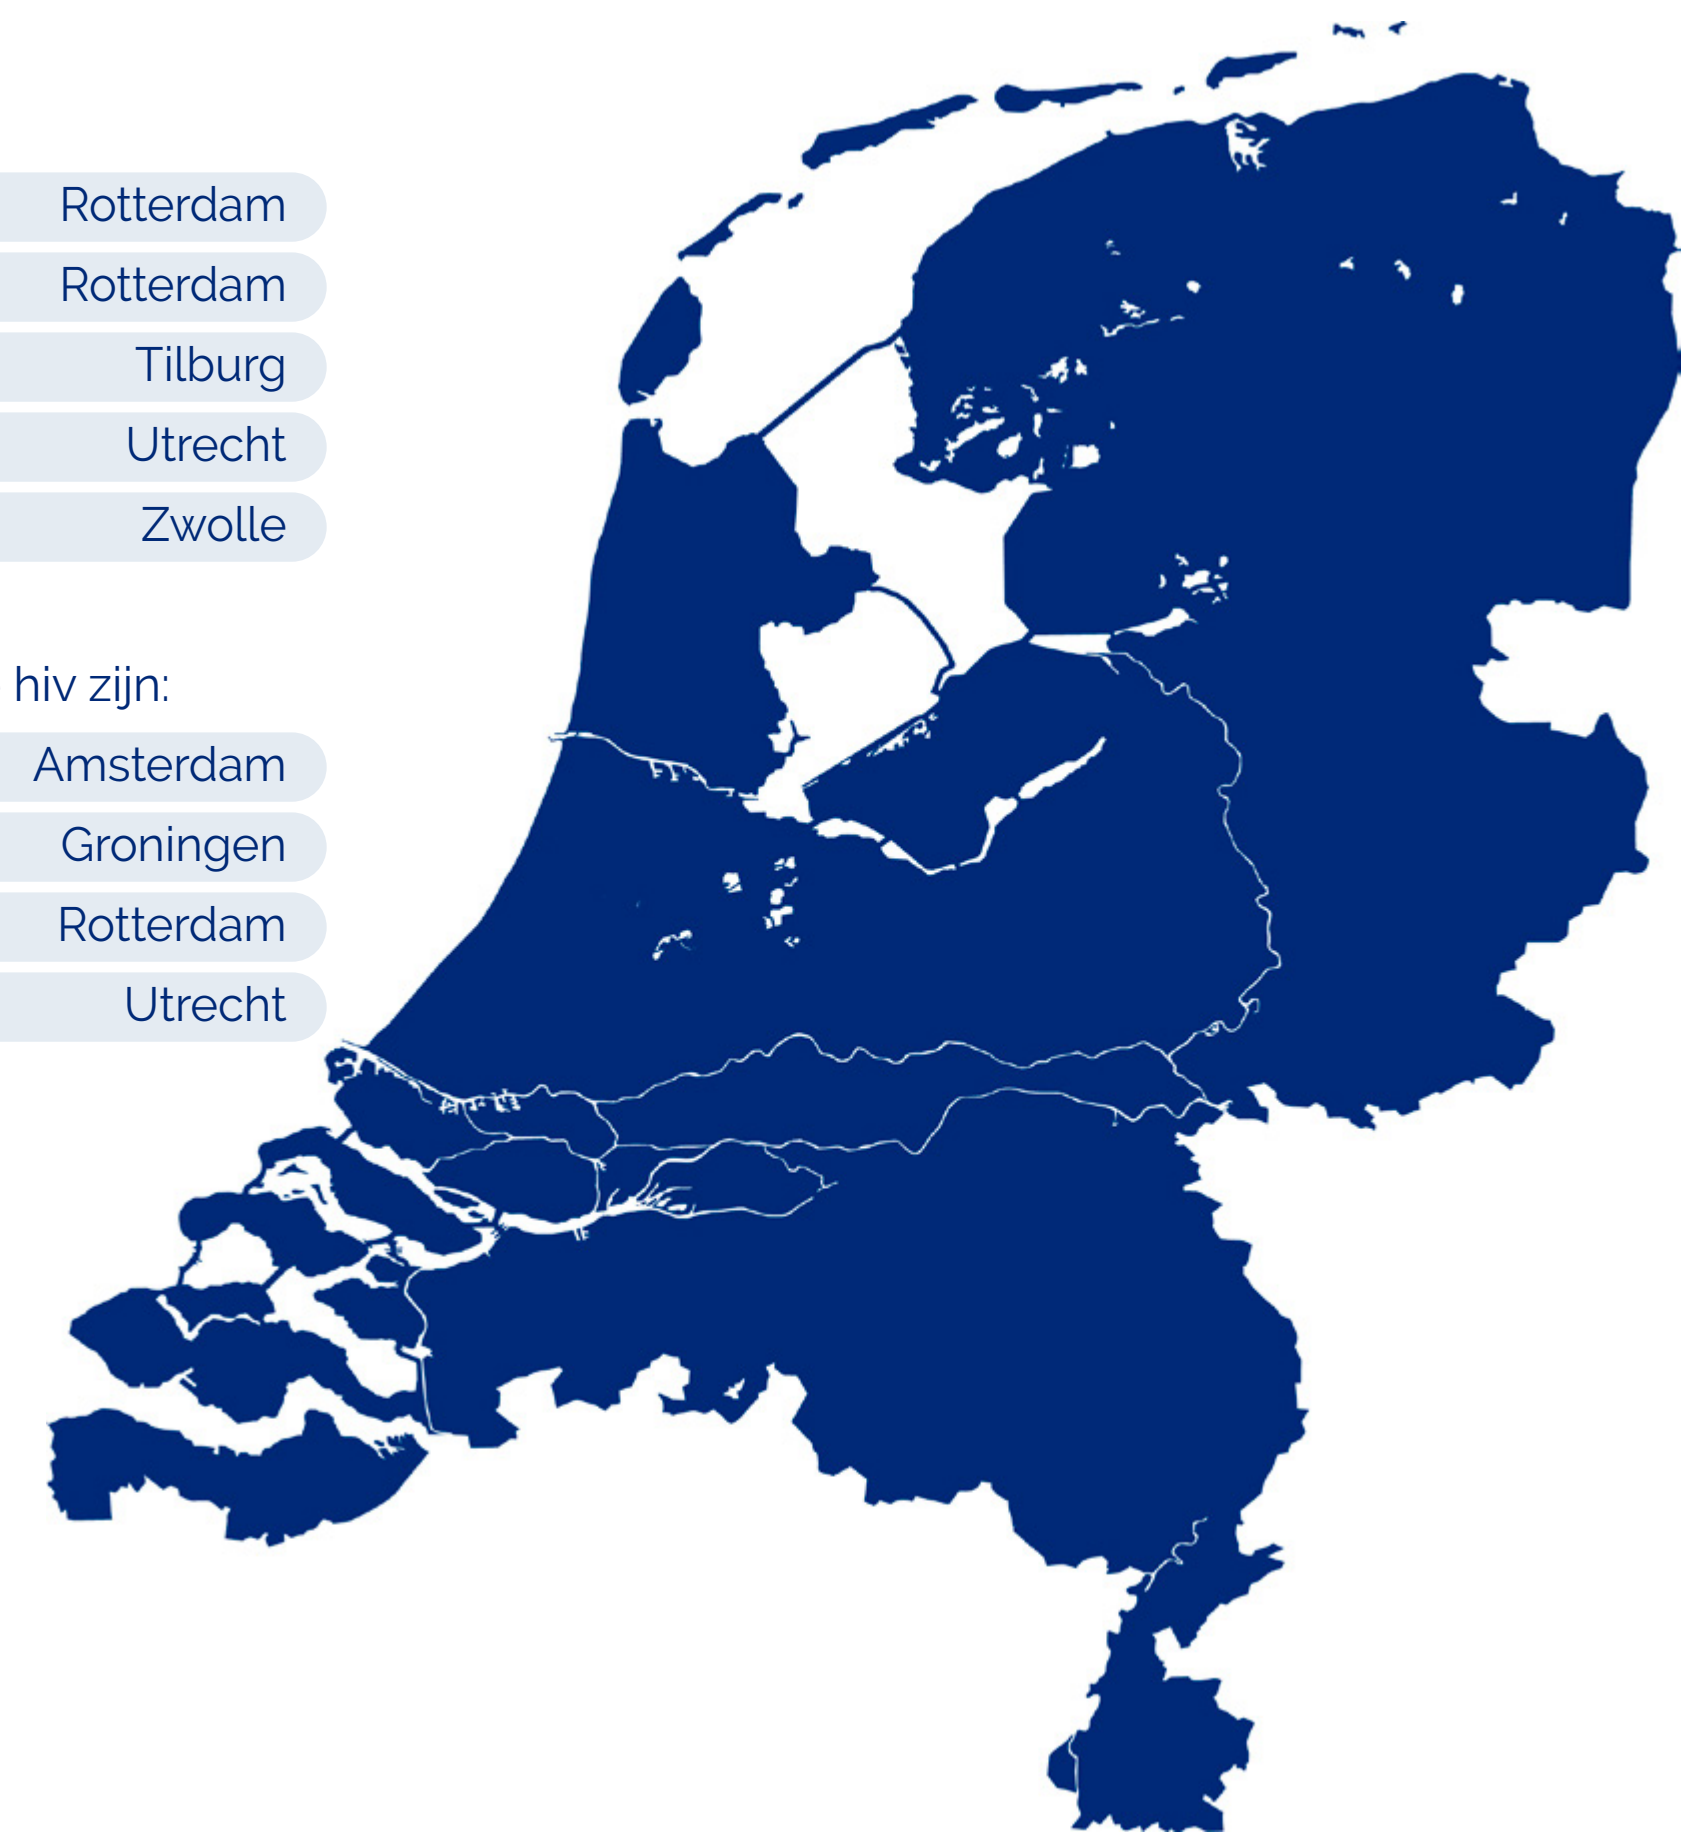 Rotterdam
Rotterdam
Tilburg
Utrecht
Zwolle
hiv zijn:
Amsterdam
Groningen
Rotterdam
Utrecht